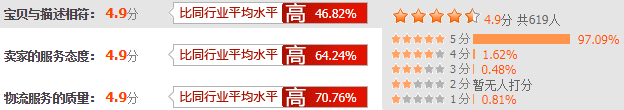 宝贝与描述相符: 4.9分 比同行业平均水平 高 46.82%
卖家的服务态度: 4.9分 比同行业平均水平 高 64.24%
物流服务的质量: 4.9分 比同行业平均水平 高 70.76%
4.9分 共619人
5分 97.09%
4分 1.62%
3分 0.48%
2分 暂无人打分
1分 0.81%